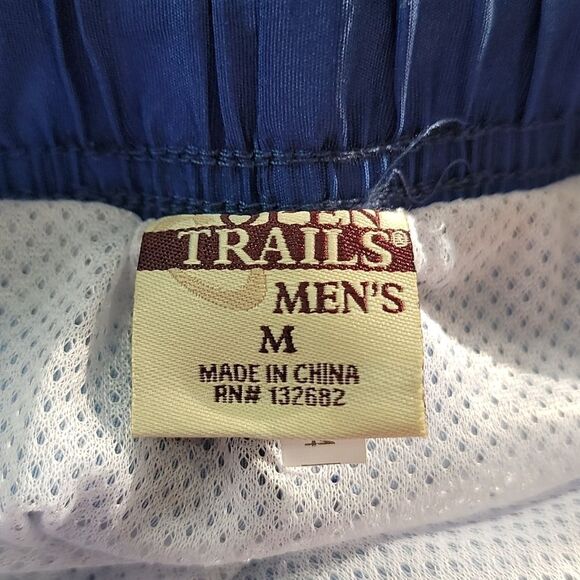 TRAILS®
MEN'S
M
MADE IN CHINA
RN# 132682